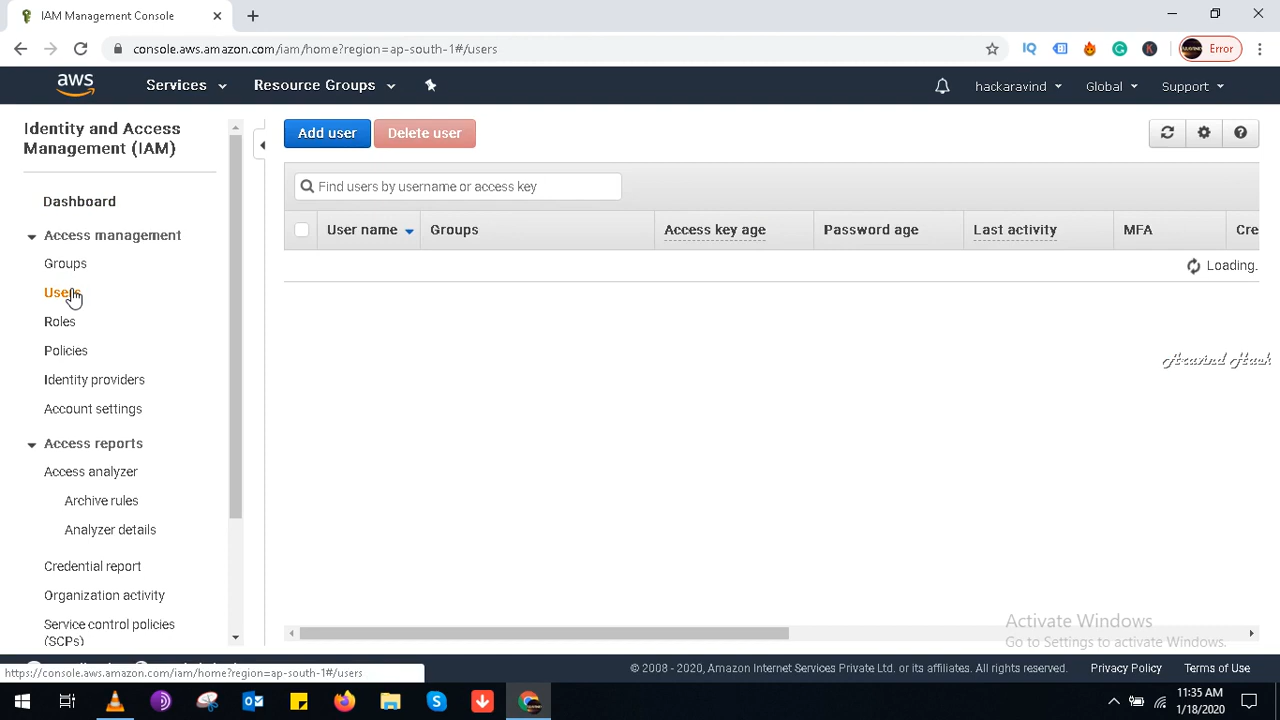 IAM Management Console
console.aws.amazon.com/iam/home?region=ap-south-1#/users
IQ
K
Error
aws
Services
Resource Groups
hackaravind
Global
Support
Identity and Access
Management (IAM)
Dashboard
Access management
Groups
Users
Roles
Policies
Identity providers
Account settings
Access reports
Access analyzer
Archive rules
Analyzer details
Credential report
Organization activity
Service control policies
(SCPs)
Add user
Delete user
Find users by username or access key
User name
Groups
Access key age
Password age
Last activity
MFA
Cre
Loading.
Aravind Hack
Activate Windows
Go to Settings to activate Windows.
https://console.aws.amazon.com/iam/home?region=ap-south-1#/users
© 2008 - 2020, Amazon Internet Services Private Ltd. or its affiliates. All rights reserved.
Privacy Policy
Terms of Use
11:35 AM
1/18/2020